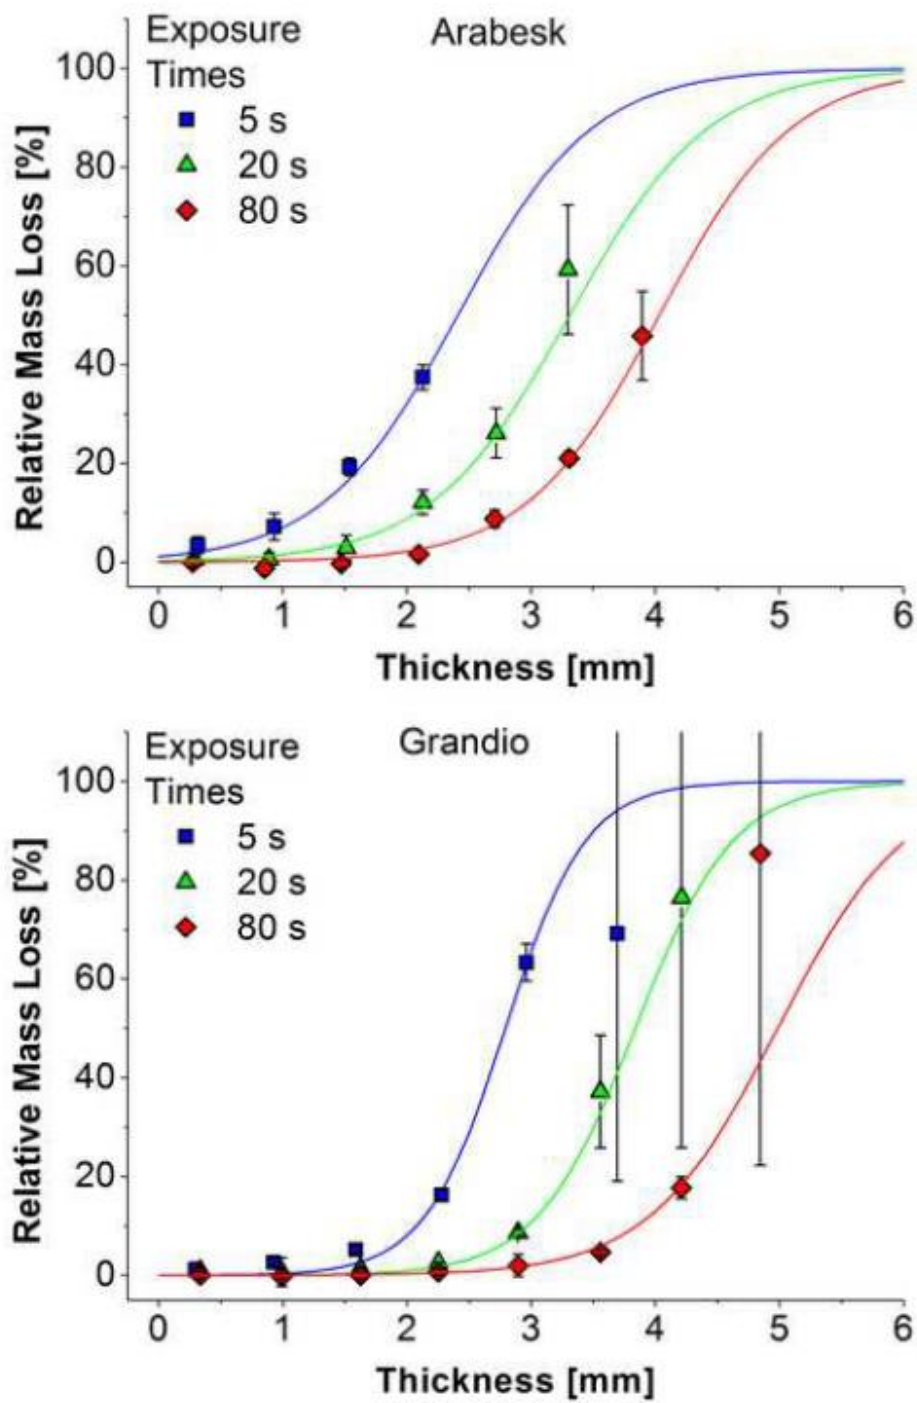 Exposure
Times
Arabesk
5 s
20 s
80 s
Relative Mass Loss [%]
100
80
60
40
20
0
0 1 2 3 4 5 6
Thickness [mm]
Exposure
Times
Grandio
5 s
20 s
80 s
Relative Mass Loss [%]
100
80
60
40
20
0
0 1 2 3 4 5 6
Thickness [mm]